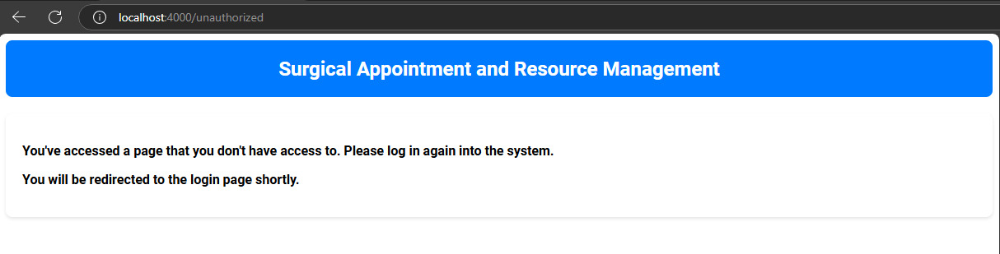 localhost:4000/unauthorized
Surgical Appointment and Resource Management
You've accessed a page that you don't have access to. Please log in again into the system.
You will be redirected to the login page shortly.